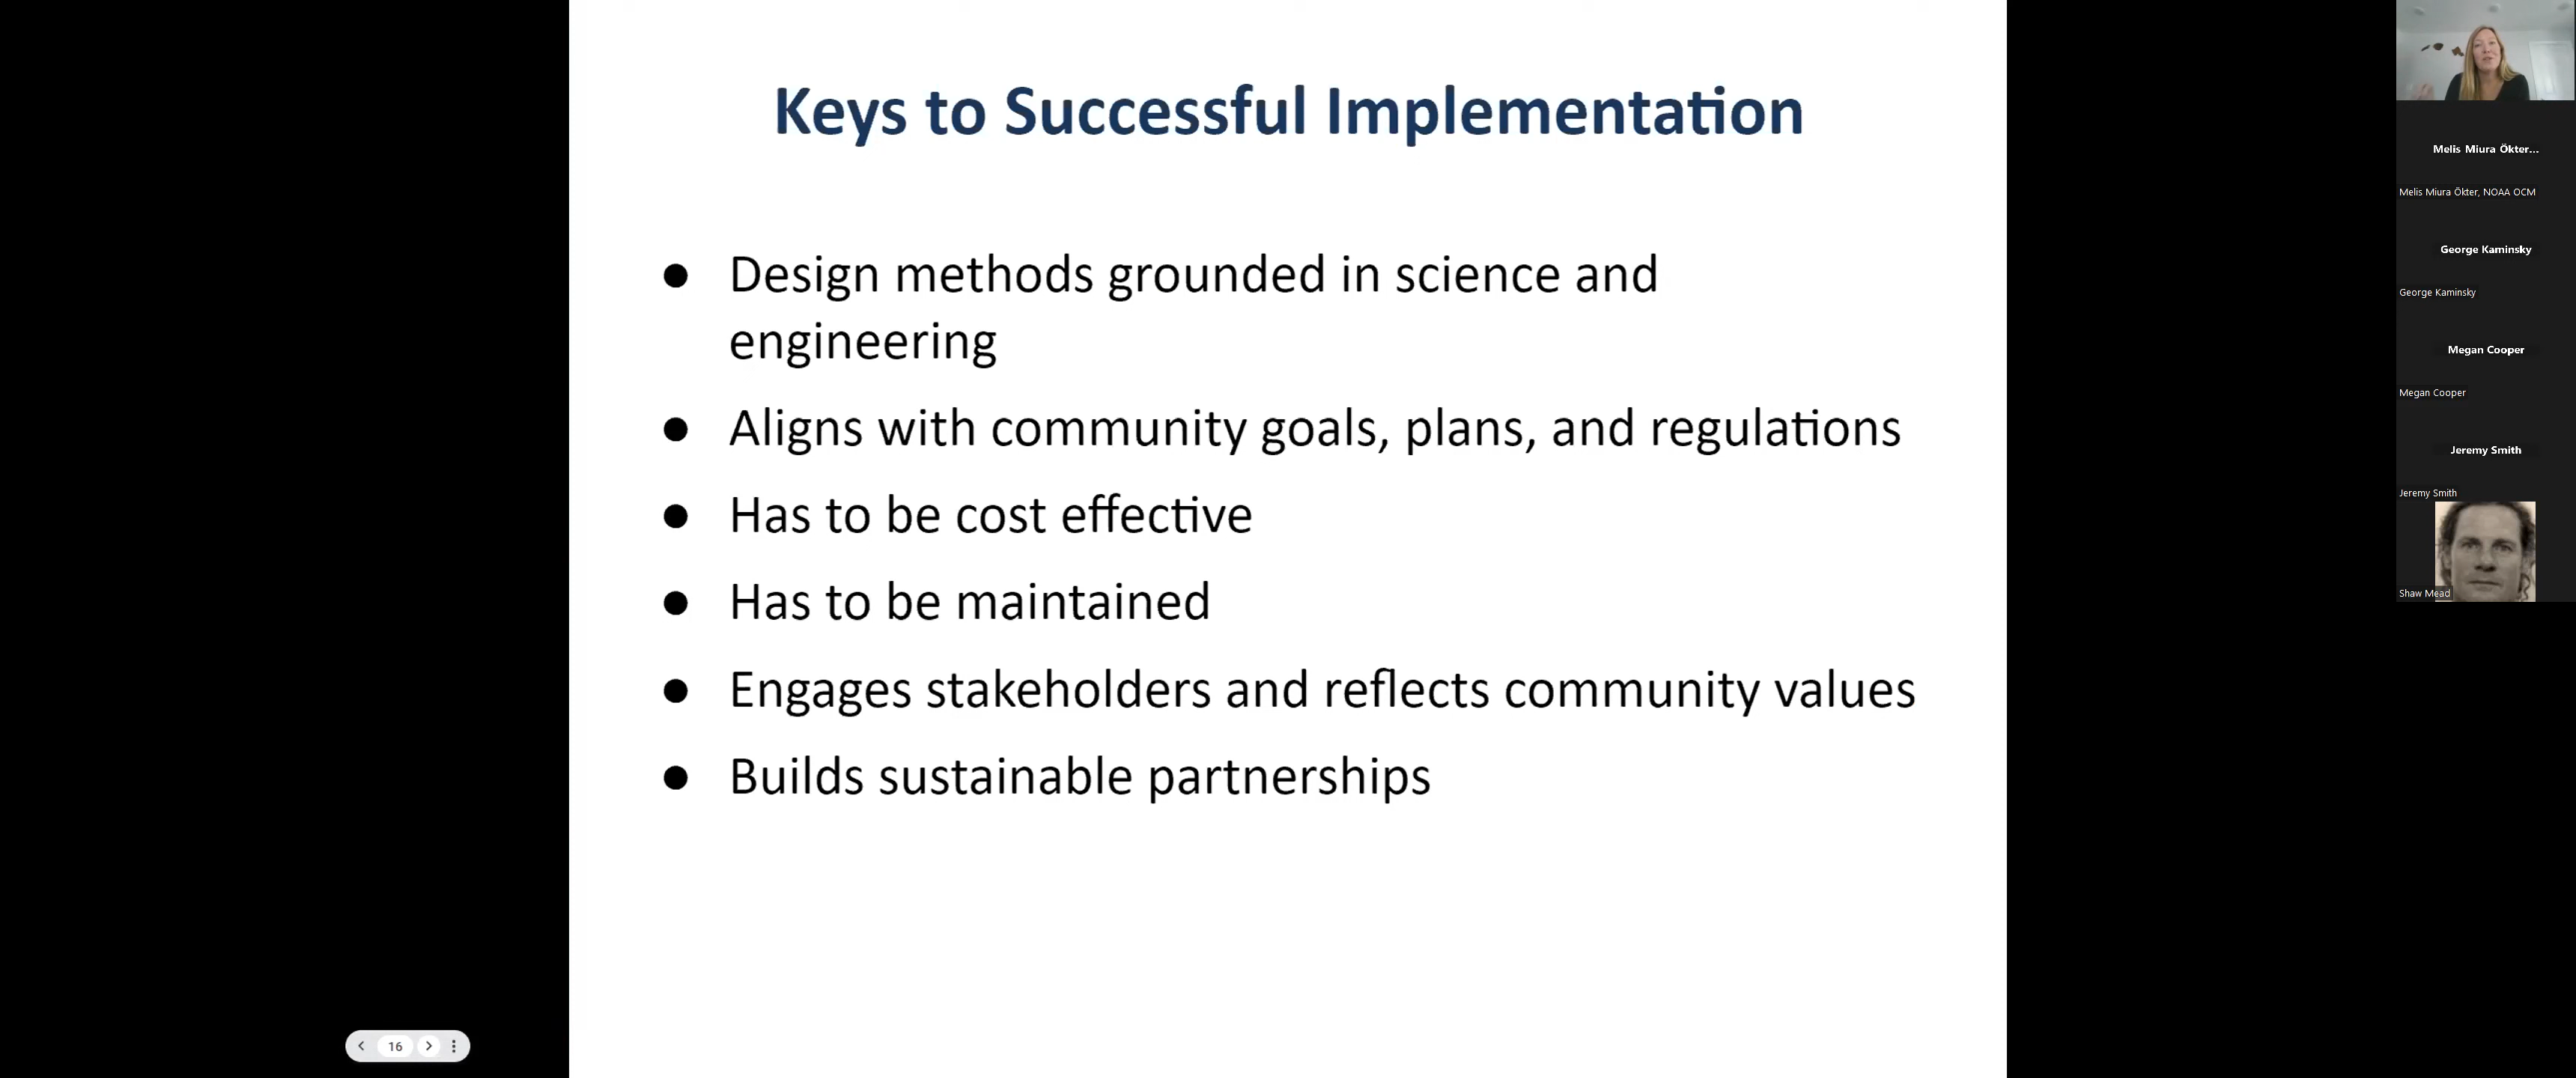 Keys to Successful Implementation
● Design methods grounded in science and
engineering
● Aligns with community goals, plans, and regulations
● Has to be cost effective
● Has to be maintained
● Engages stakeholders and reflects community values
● Builds sustainable partnerships
16
Melis Miura Ökter...
Melis Miura Ökter, NOAA OCM
George Kaminsky
George Kaminsky
Megan Cooper
Megan Cooper
Jeremy Smith
Jeremy Smith
Shaw Mead